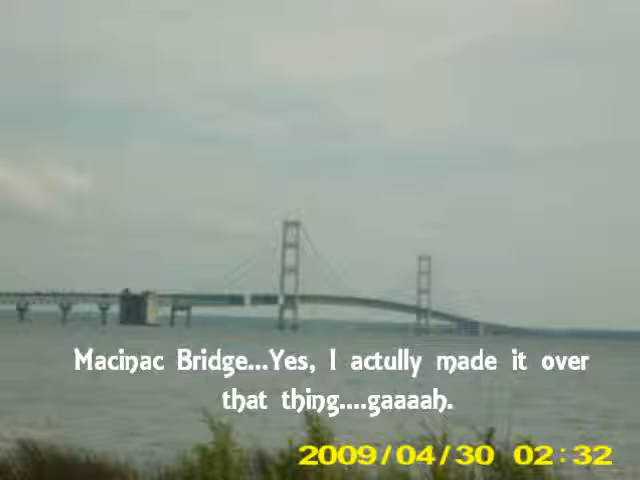 Macinac Bridge...Yes, I actully made it over
that thing....gaaaah.
2009/04/30 02:32